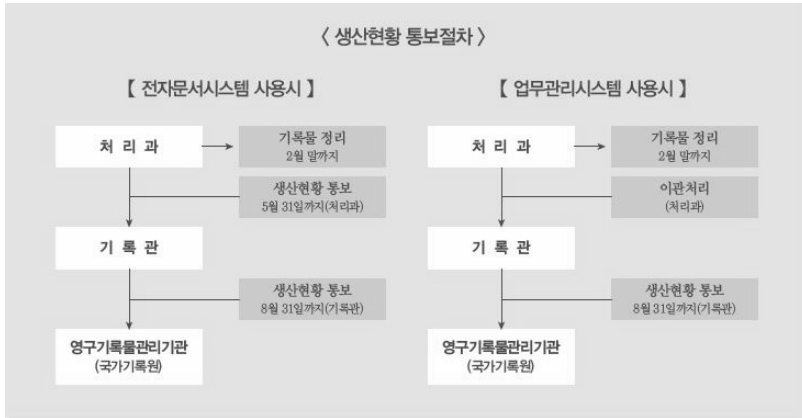 〈 생산현황 통보절차 〉
【 전자문서시스템 사용시 】
처 리 과
기록물 정리
2월 말까지
생산현황 통보
5월 31일까지(처리과)
기 록 관
생산현황 통보
8월 31일까지(기록관)
영구기록물관리기관
(국가기록원)
【 업무관리시스템 사용시 】
처 리 과
기록물 정리
2월 말까지
이관처리
(처리과)
기 록 관
생산현황 통보
8월 31일까지(기록관)
영구기록물관리기관
(국가기록원)